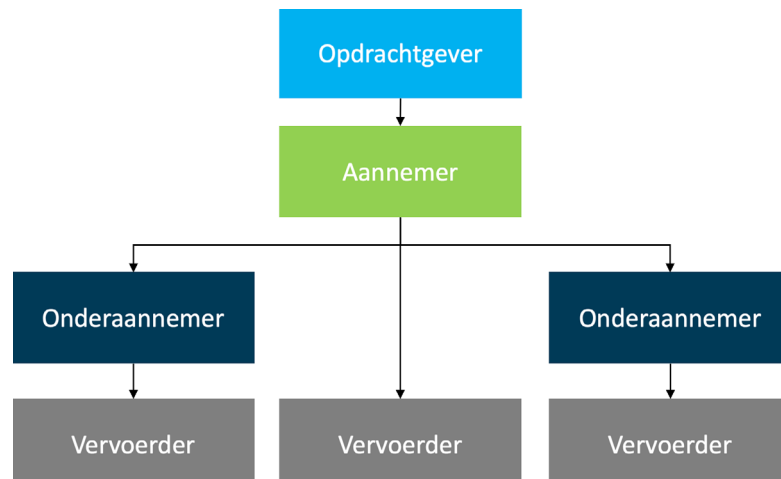 Opdrachtgever
Aannemer
Onderaannemer
Onderaannemer
Vervoerder
Vervoerder
Vervoerder